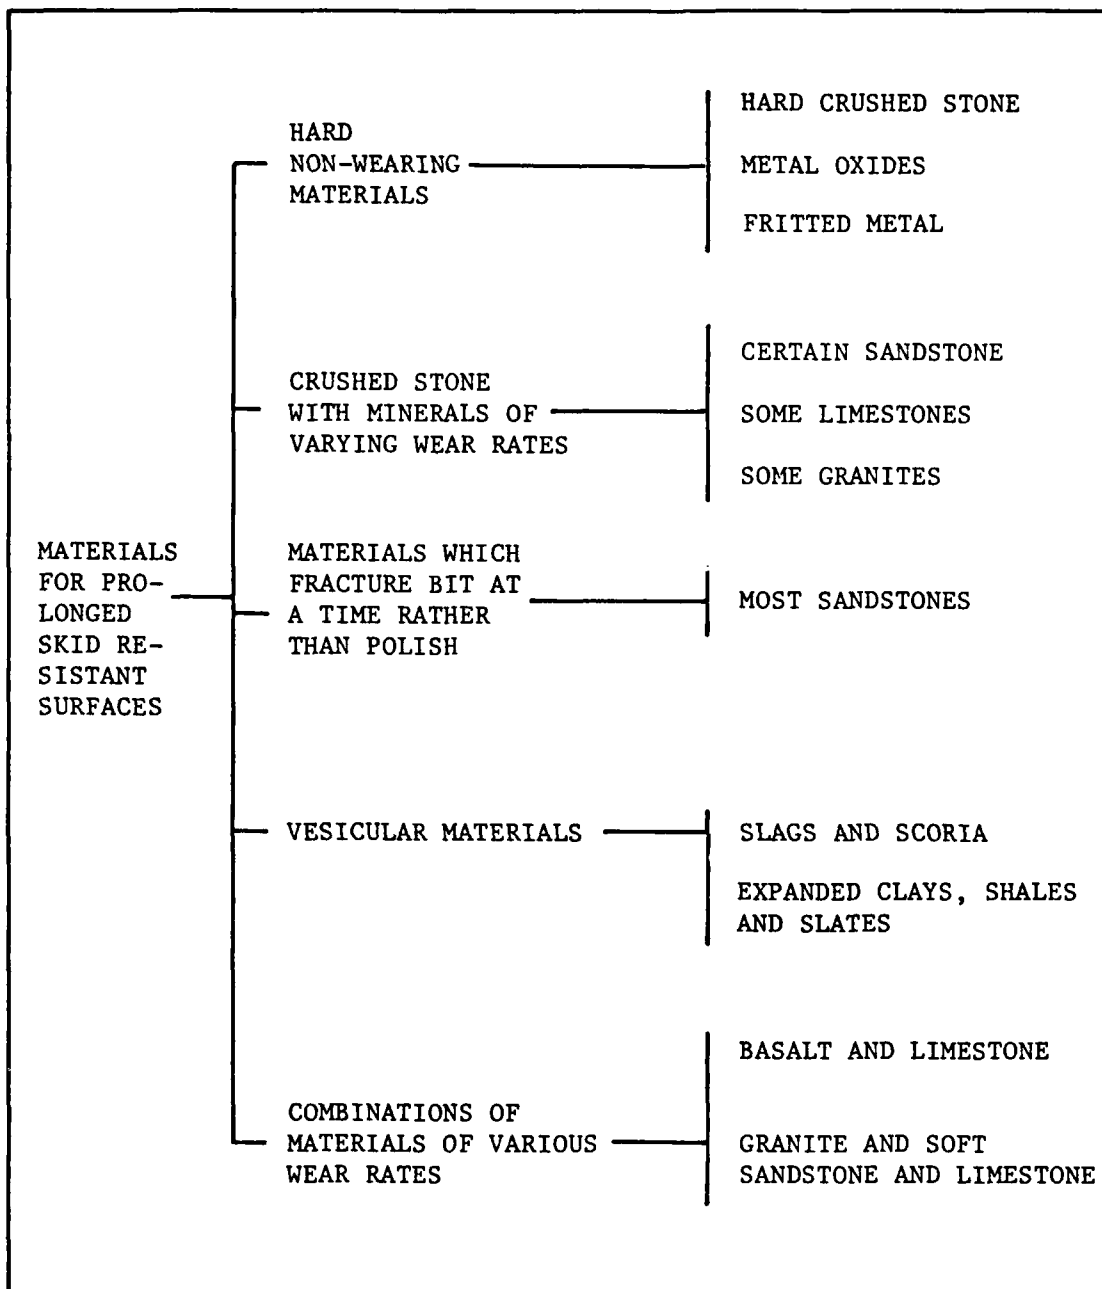 MATERIALS
FOR PRO-
LONGED
SKID RE-
SISTANT
SURFACES
HARD
NON-WEARING
MATERIALS
HARD CRUSHED STONE
METAL OXIDES
FRITTED METAL
CRUSHED STONE
WITH MINERALS OF
VARYING WEAR RATES
CERTAIN SANDSTONE
SOME LIMESTONES
SOME GRANITES
MATERIALS WHICH
FRACTURE BIT AT
A TIME RATHER
THAN POLISH
MOST SANDSTONES
VESICULAR MATERIALS
SLAGS AND SCORIA
EXPANDED CLAYS, SHALES
AND SLATES
COMBINATIONS OF
MATERIALS OF VARIOUS
WEAR RATES
BASALT AND LIMESTONE
GRANITE AND SOFT
SANDSTONE AND LIMESTONE